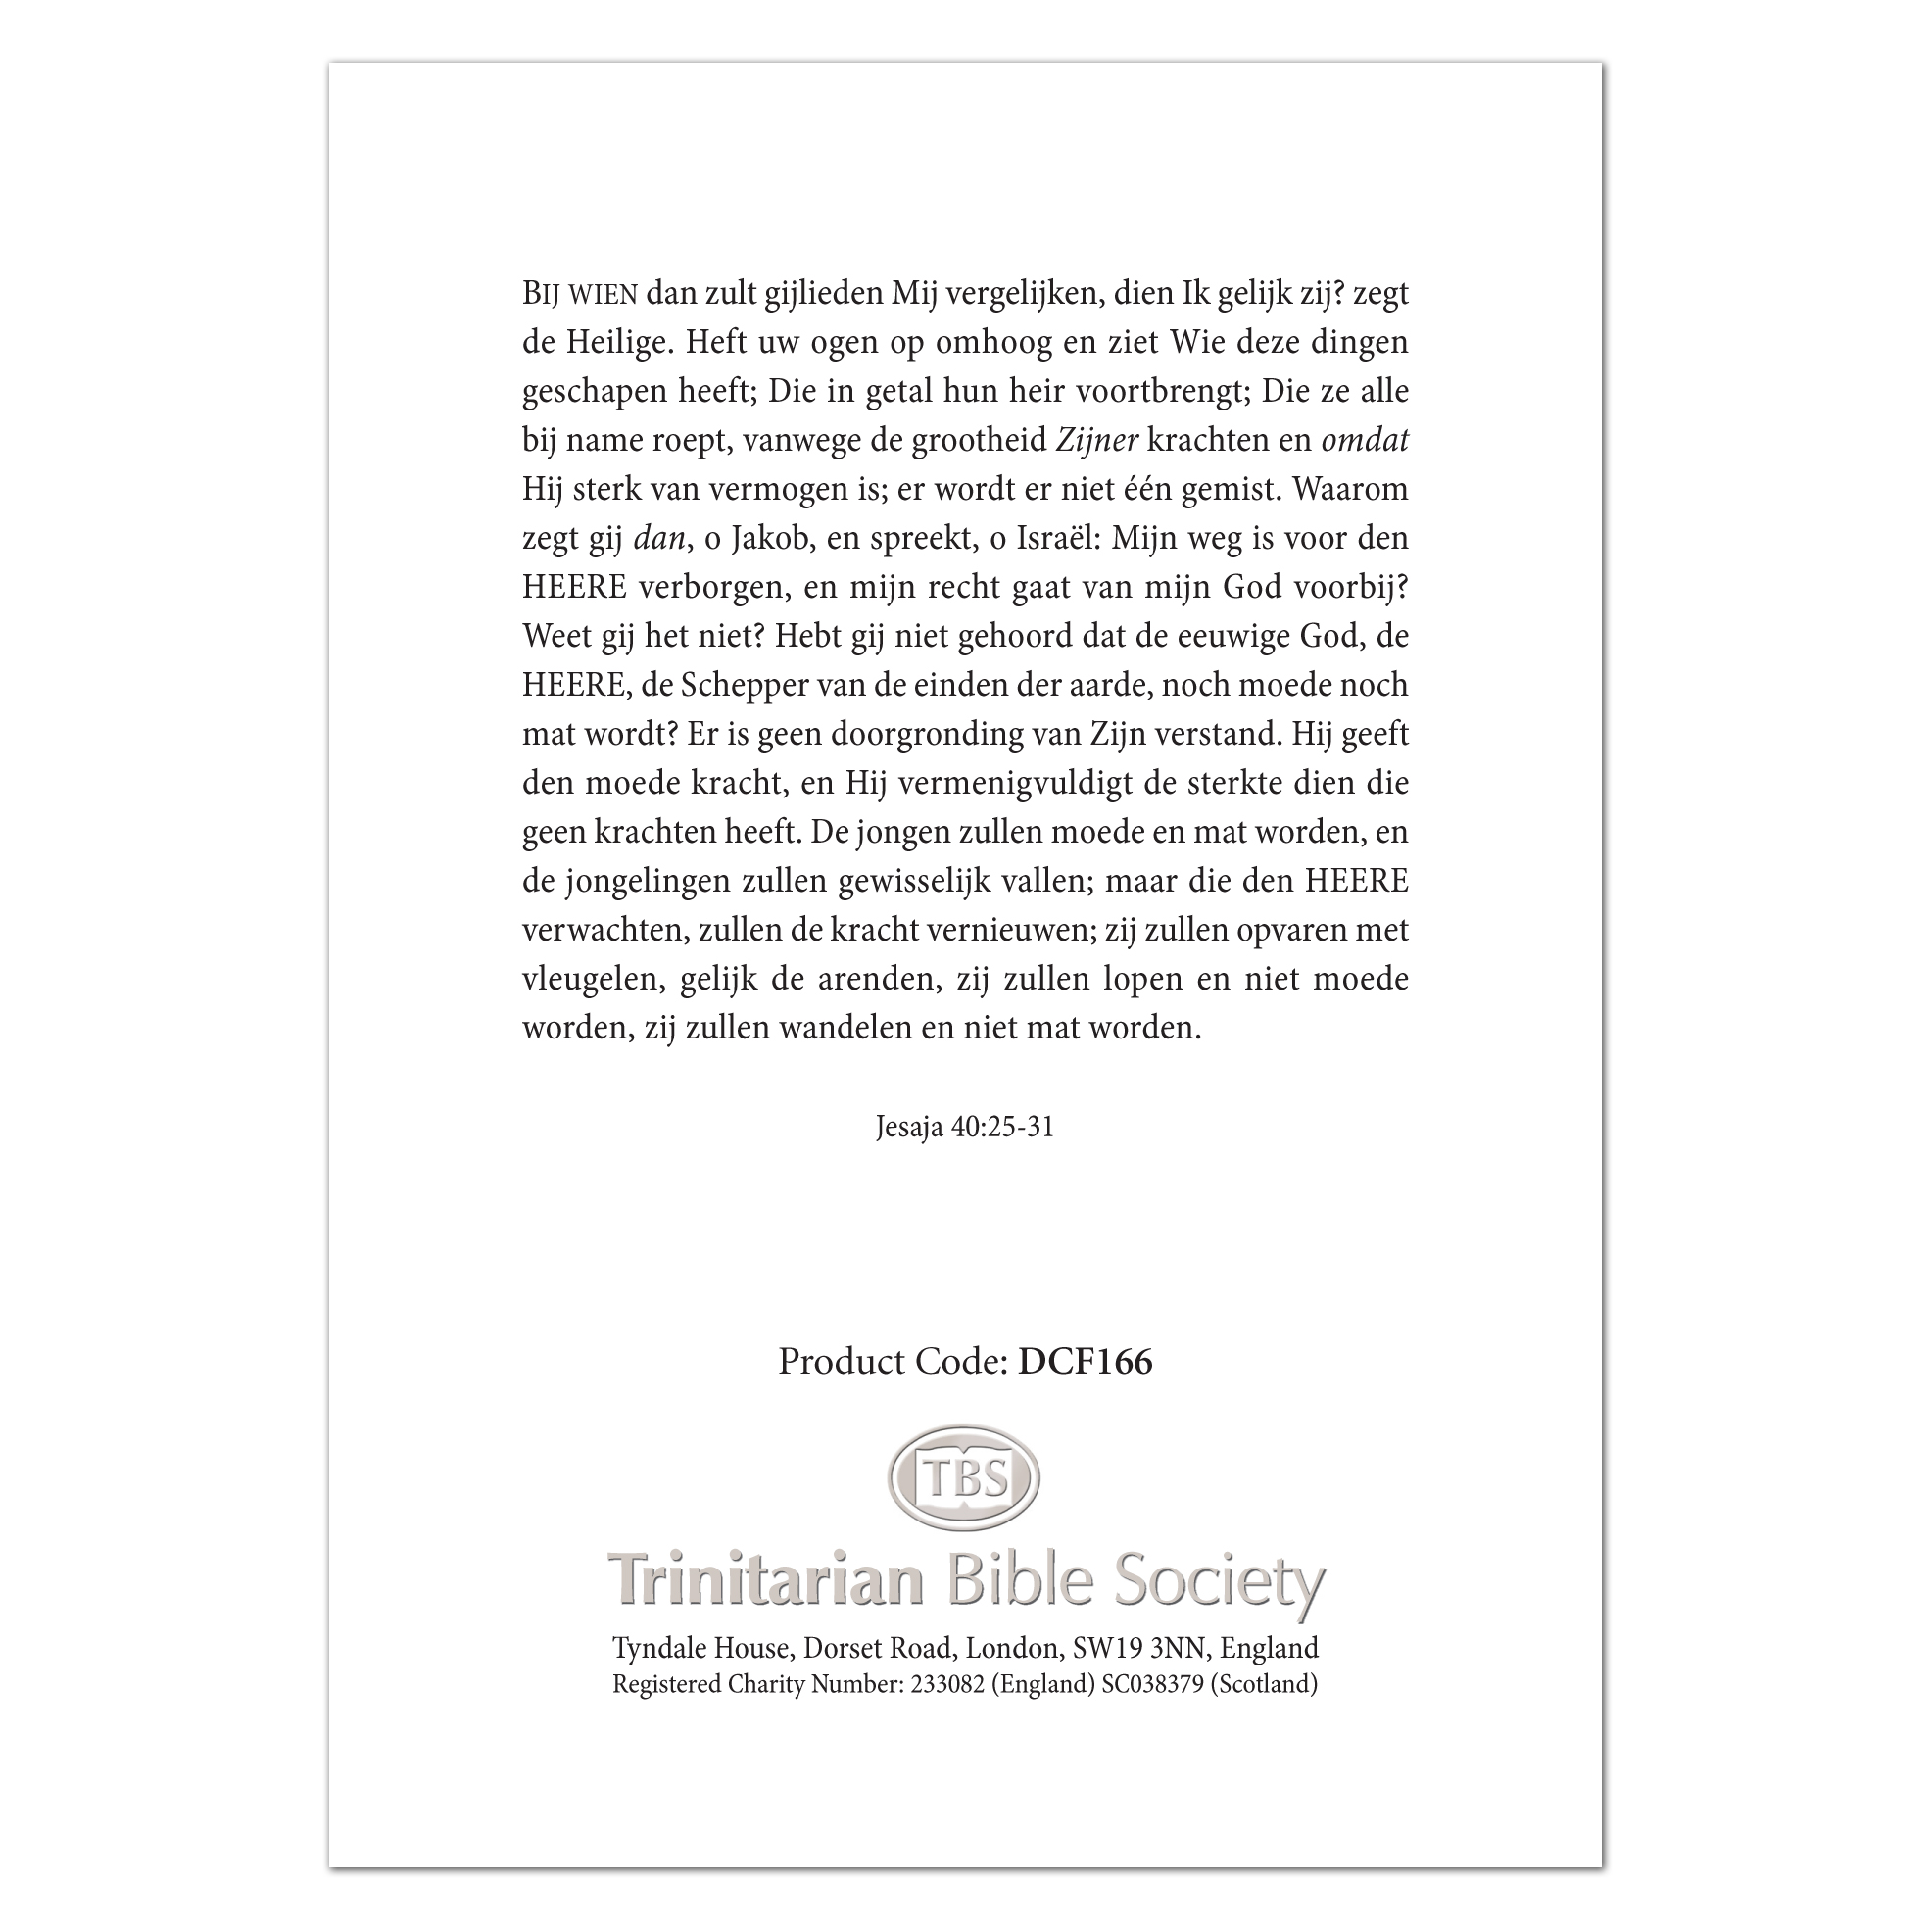 BIJ WIEN dan zult gijlieden Mij vergelijken, dien Ik gelijk zij? zegt
de Heilige. Heft uw ogen op omhoog en ziet Wie deze dingen
geschapen heeft; Die in getal hun heir voortbrengt; Die ze alle
bij name roept, vanwege de grootheid Zijner krachten en omdat
Hij sterk van vermogen is; er wordt er niet één gemist. Waarom
zegt gij dan, o Jakob, en spreekt, o Israël: Mijn weg is voor den
HEERE verborgen, en mijn recht gaat van mijn God voorbij?
Weet gij het niet? Hebt gij niet gehoord dat de eeuwige God, de
HEERE, de Schepper van de einden der aarde, noch moede noch
mat wordt? Er is geen doorgronding van Zijn verstand. Hij geeft
den moede kracht, en Hij vermenigvuldigt de sterkte dien die
geen krachten heeft. De jongen zullen moede en mat worden, en
de jongelingen zullen gewisselijk vallen; maar die den HEERE
verwachten, zullen de kracht vernieuwen; zij zullen opvaren met
vleugelen, gelijk de arenden, zij zullen lopen en niet moede
worden, zij zullen wandelen en niet mat worden.
Jesaja 40:25-31
Product Code: DCF166
TBS
Trinitarian Bible Society
Tyndale House, Dorset Road, London, SW19 3NN, England
Registered Charity Number: 233082 (England) SC038379 (Scotland)